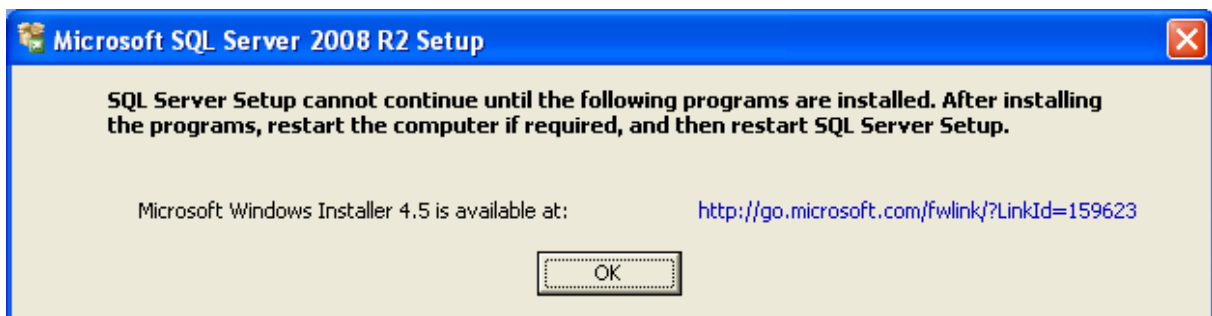 Microsoft SQL Server 2008 R2 Setup
SQL Server Setup cannot continue until the following programs are installed. After installing
the programs, restart the computer if required, and then restart SQL Server Setup.
Microsoft Windows Installer 4.5 is available at: http://go.microsoft.com/fwlink/?LinkId=159623
OK